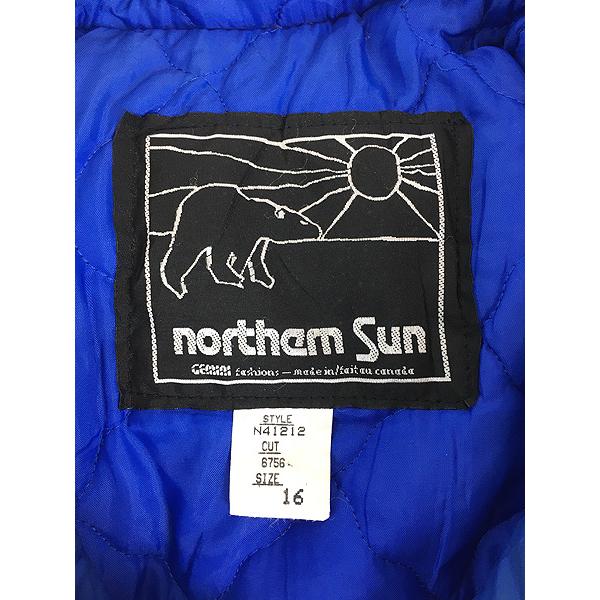 northern Sun
GEMINI fashions — made in/fait au canada
STYLE
N41212
CUT
6756
SIZE
16